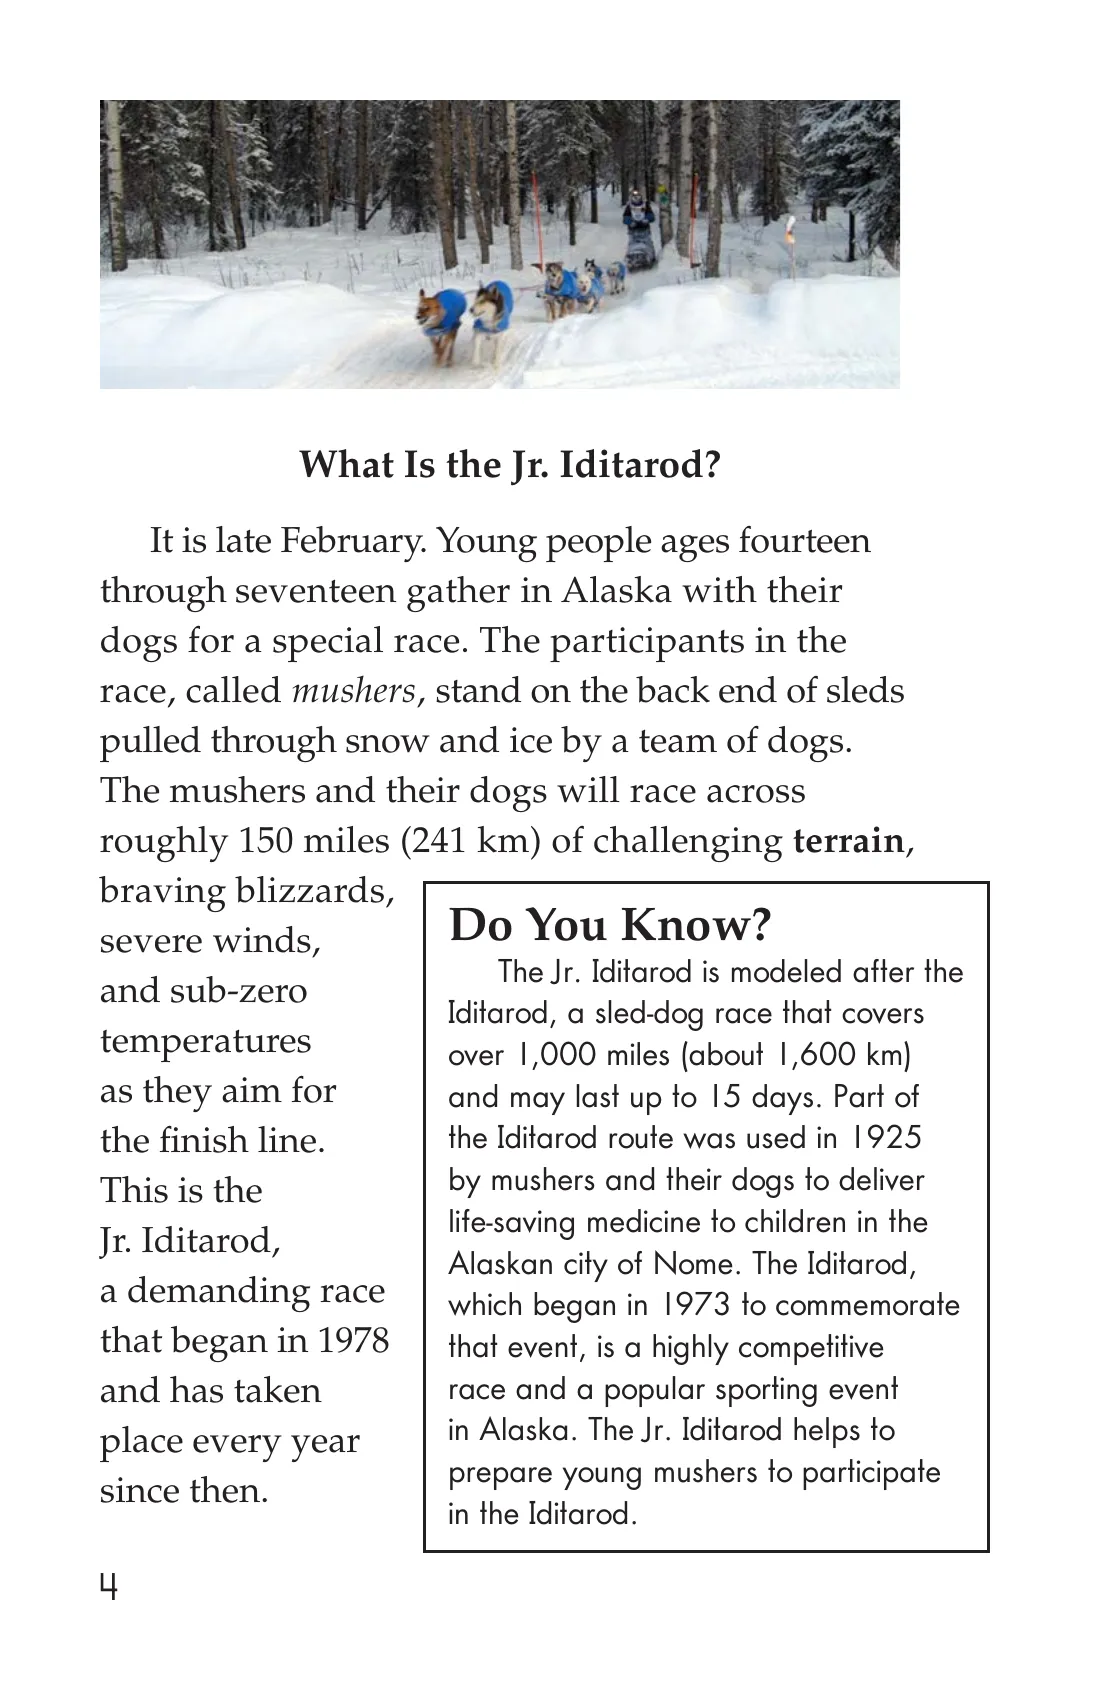 What Is the Jr. Iditarod?
It is late February. Young people ages fourteen
through seventeen gather in Alaska with their
dogs for a special race. The participants in the
race, called mushers, stand on the back end of sleds
pulled through snow and ice by a team of dogs.
The mushers and their dogs will race across
roughly 150 miles (241 km) of challenging terrain,
braving blizzards,
severe winds,
and sub-zero
temperatures
as they aim for
the finish line.
This is the
Jr. Iditarod,
a demanding race
that began in 1978
and has taken
place every year
since then.
Do You Know?
The Jr. Iditarod is modeled after the
Iditarod, a sled-dog race that covers
over 1,000 miles (about 1,600 km)
and may last up to 15 days. Part of
the Iditarod route was used in 1925
by mushers and their dogs to deliver
life-saving medicine to children in the
Alaskan city of Nome. The Iditarod,
which began in 1973 to commemorate
that event, is a highly competitive
race and a popular sporting event
in Alaska. The Jr. Iditarod helps to
prepare young mushers to participate
in the Iditarod.
4